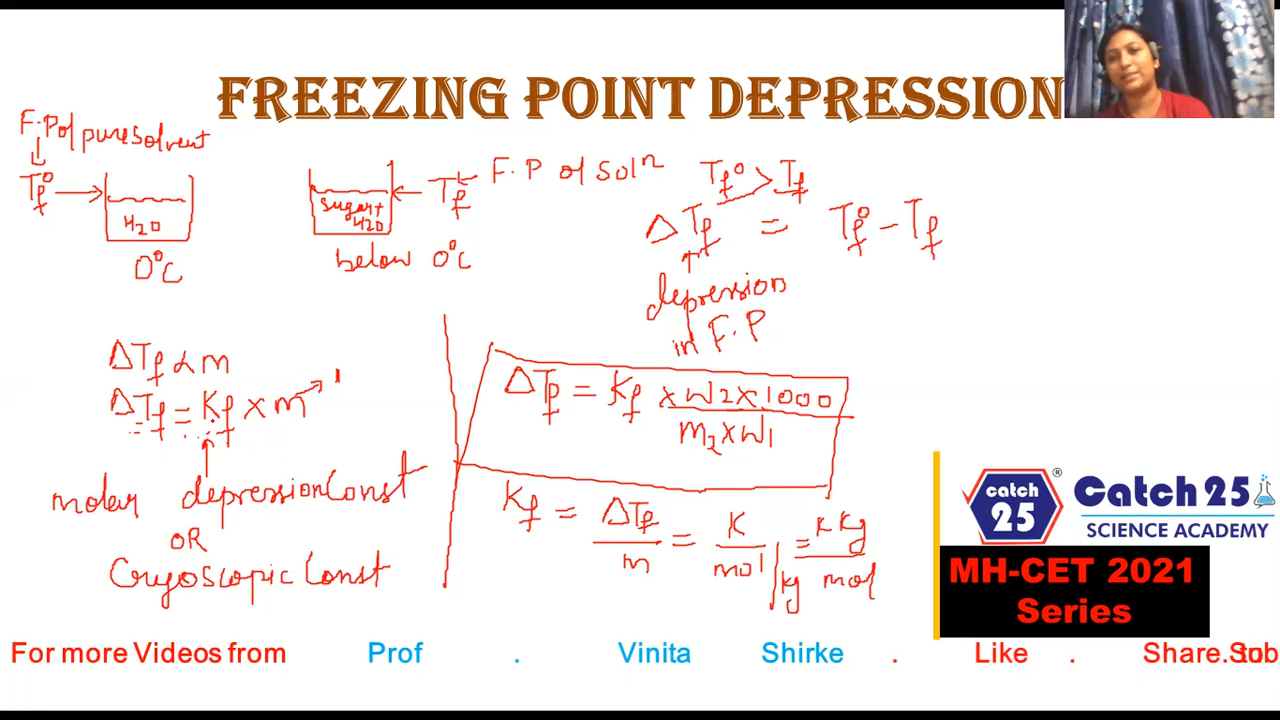 FREEZING POINT DEPRESSION
F.P of pure solvent
Tf° → H2O
0°C
sugar + H2O ← Tf ← F.P of Solⁿ
below 0°C
Tf° > Tf
ΔTf = Tf° - Tf
depression in F.P
ΔTf ∝ m
ΔTf = Kf × m
molar depression Const
OR
Cryoscopic Const
ΔTf = Kf × W2 × 1000 / M2 × W1
Kf = ΔTf / m = K / mol / kg = K Kg / mol
catch 25 ®
Catch 25
SCIENCE ACADEMY
MH-CET 2021
Series
For more Videos from Prof . Vinita Shirke . Like . Share.